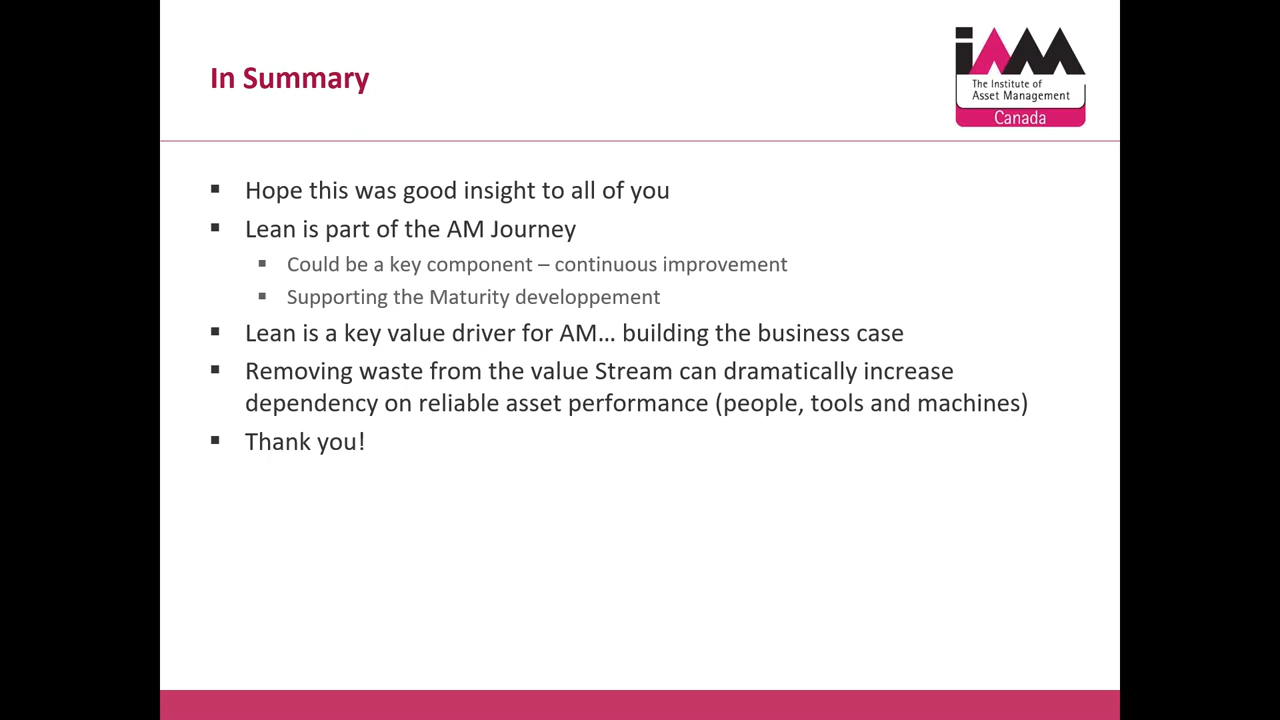 In Summary
iAM
The Institute of
Asset Management
Canada
▪ Hope this was good insight to all of you
▪ Lean is part of the AM Journey
▪ Could be a key component – continuous improvement
▪ Supporting the Maturity developpement
▪ Lean is a key value driver for AM… building the business case
▪ Removing waste from the value Stream can dramatically increase
dependency on reliable asset performance (people, tools and machines)
▪ Thank you!